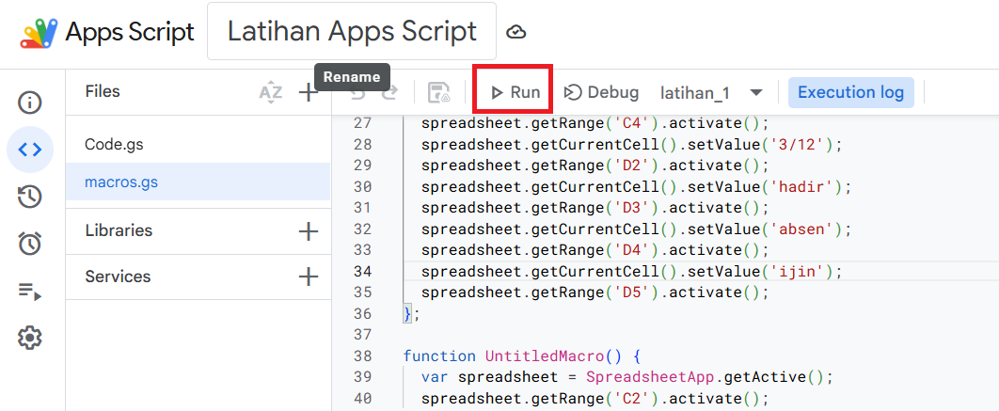 Apps Script
Latihan Apps Script
Rename
Files
AZ
Run
Debug
latihan_1
Execution log
Code.gs
macros.gs
Libraries
Services
27 spreadsheet.getRange('C4').activate();
28 spreadsheet.getCurrentCell().setValue('3/12');
29 spreadsheet.getRange('D2').activate();
30 spreadsheet.getCurrentCell().setValue('hadir');
31 spreadsheet.getRange('D3').activate();
32 spreadsheet.getCurrentCell().setValue('absen');
33 spreadsheet.getRange('D4').activate();
34 spreadsheet.getCurrentCell().setValue('ijin');
35 spreadsheet.getRange('D5').activate();
36 };
37
38 function UntitledMacro() {
39 var spreadsheet = SpreadsheetApp.getActive();
40 spreadsheet.getRange('C2').activate();